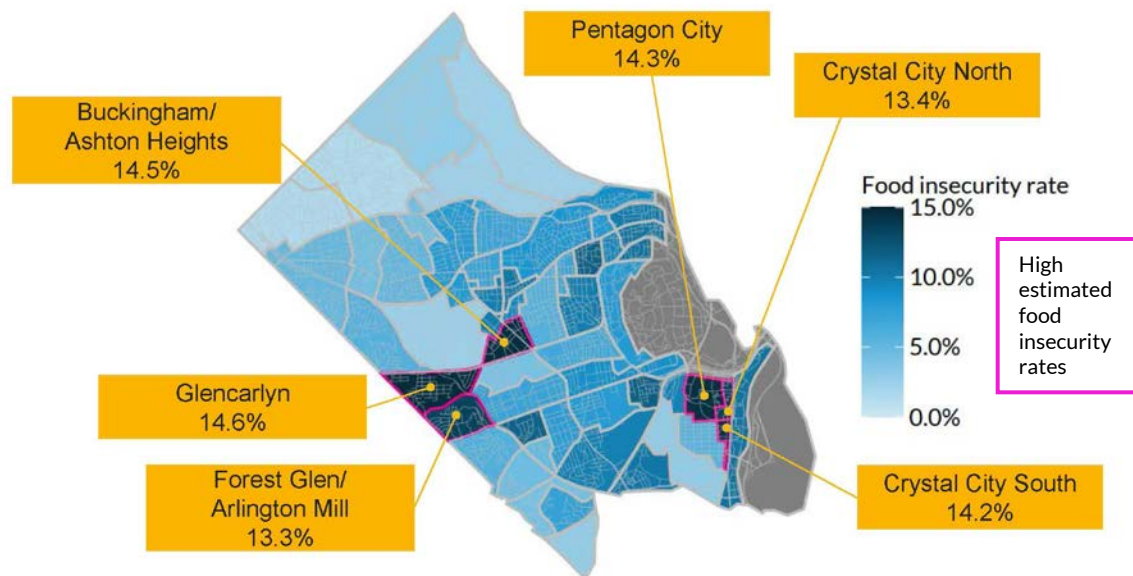 Pentagon City
14.3%
Crystal City North
13.4%
Buckingham/
Ashton Heights
14.5%
Food insecurity rate
15.0%
10.0%
5.0%
0.0%
High
estimated
food
insecurity
rates
Glencarlyn
14.6%
Forest Glen/
Arlington Mill
13.3%
Crystal City South
14.2%